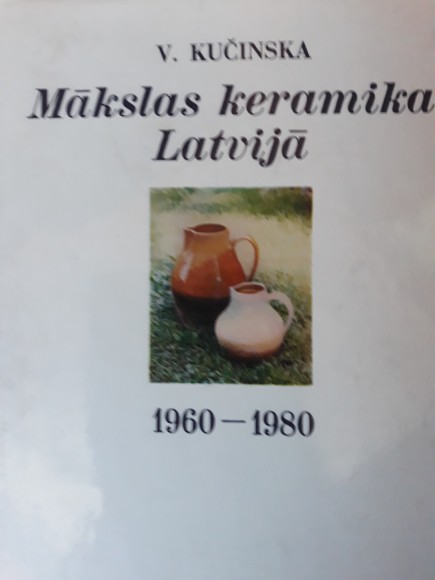 V. KUČINSKA
Mākslas keramika
Latvijā
1960–1980